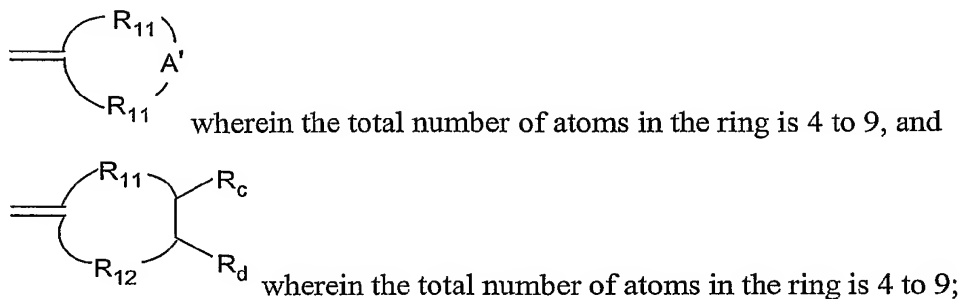 R11
A'
R11 wherein the total number of atoms in the ring is 4 to 9, and
R11 Rc
R12 Rd wherein the total number of atoms in the ring is 4 to 9;